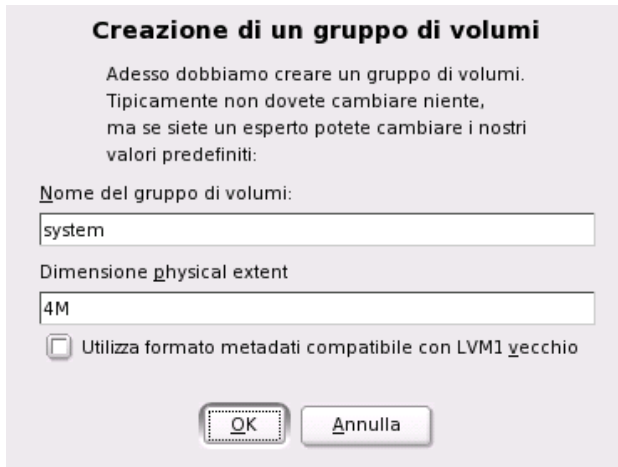 Creazione di un gruppo di volumi
Adesso dobbiamo creare un gruppo di volumi.
Tipicamente non dovete cambiare niente,
ma se siete un esperto potete cambiare i nostri
valori predefiniti:
Nome del gruppo di volumi:
system
Dimensione physical extent
4M
Utilizza formato metadati compatibile con LVM1 vecchio
OK Annulla